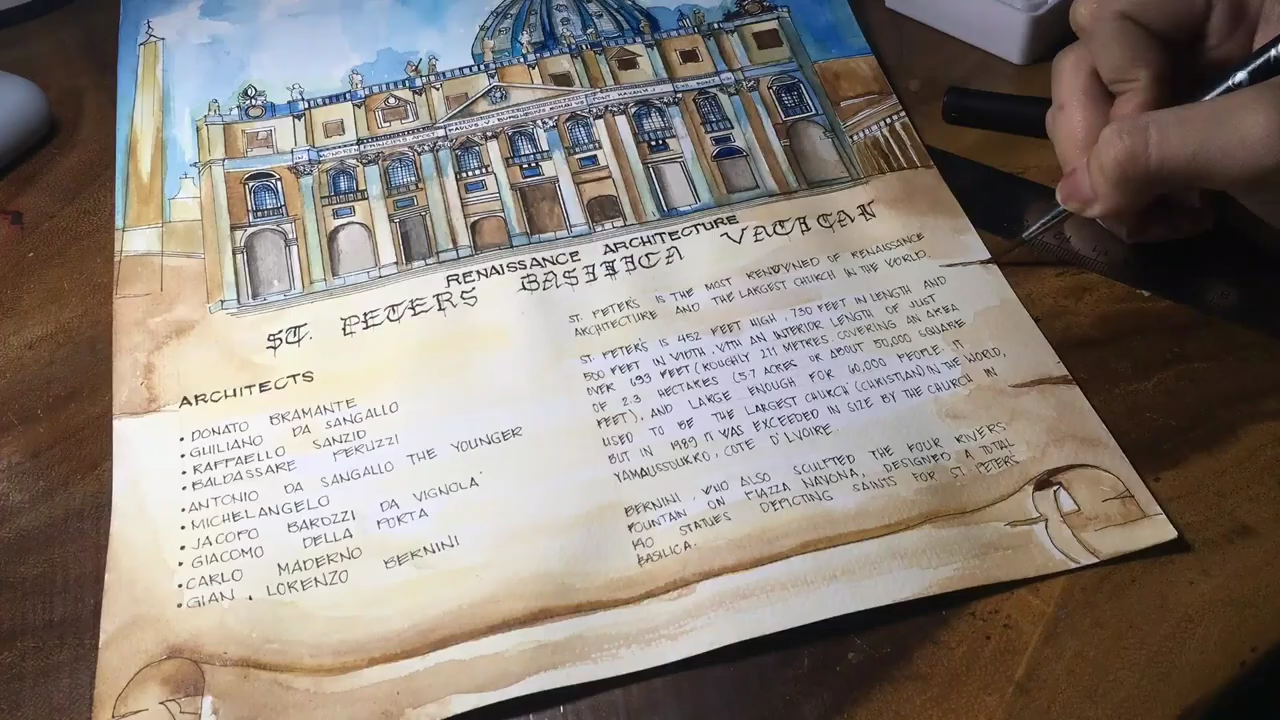 RENAISSANCE ARCHITECTURE
ST. PETERS BASILICA VATICAN
ARCHITECTS
• DONATO BRAMANTE
• GUILIANO DA SANGALLO
• RAFFAELLO SANZIO
• BALDASSARE PERUZZI
• ANTONIO DA SANGALLO THE YOUNGER
• MICHELANGELO
• JACOPO BAROZZI DA VIGNOLA
• GIACOMO DELLA PORTA
• CARLO MADERNO
• GIAN . LORENZO BERNINI
ST. PETER'S IS THE MOST RENOWNED OF RENAISSANCE
ARCHITECTURE AND THE LARGEST CHURCH IN THE WORLD.
ST. PETER'S IS 452 FEET HIGH, 730 FEET IN LENGTH AND
500 FEET IN WIDTH, WITH AN INTERIOR LENGTH OF JUST
OVER 693 FEET (ROUGHLY 211 METRES. COVERING AN AREA
OF 2.3 HECTARES (5.7 ACRES OR ABOUT 50,000 SQUARE
FEET), AND LARGE ENOUGH FOR 60,000 PEOPLE. IT
USED TO BE THE LARGEST CHURCH (CHRISTIAN) IN THE WORLD,
BUT IN 1989 IT WAS EXCEEDED IN SIZE BY THE CHURCH IN
YAMAUSSOUKKO, COTE D'LVOIRE.
BERNINI, WHO ALSO SCULPTED THE FOUR RIVERS
FOUNTAIN ON PIAZZA NAVONA, DESIGNED A TOTAL
140 STATUES DEPICTING SAINTS FOR ST. PETER'S
BASILICA.